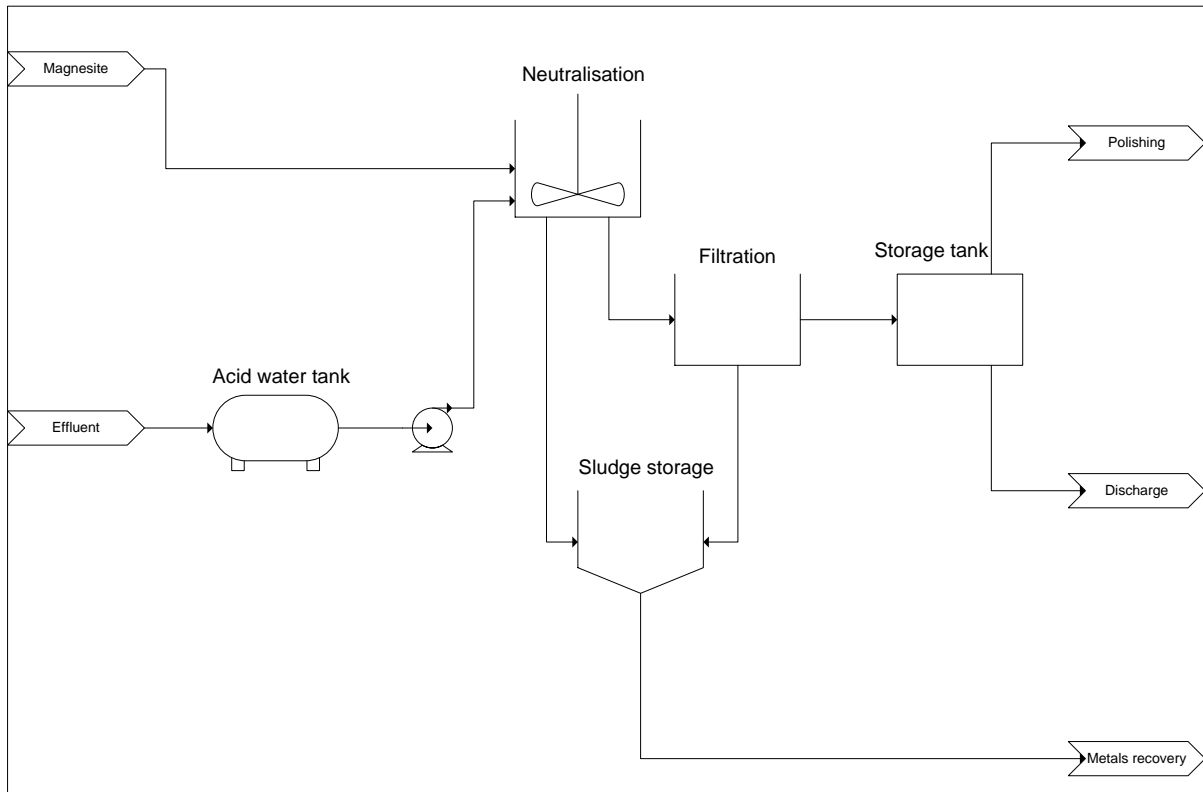 Magnesite
Neutralisation
Polishing
Filtration
Storage tank
Acid water tank
Effluent
Sludge storage
Discharge
Metals recovery